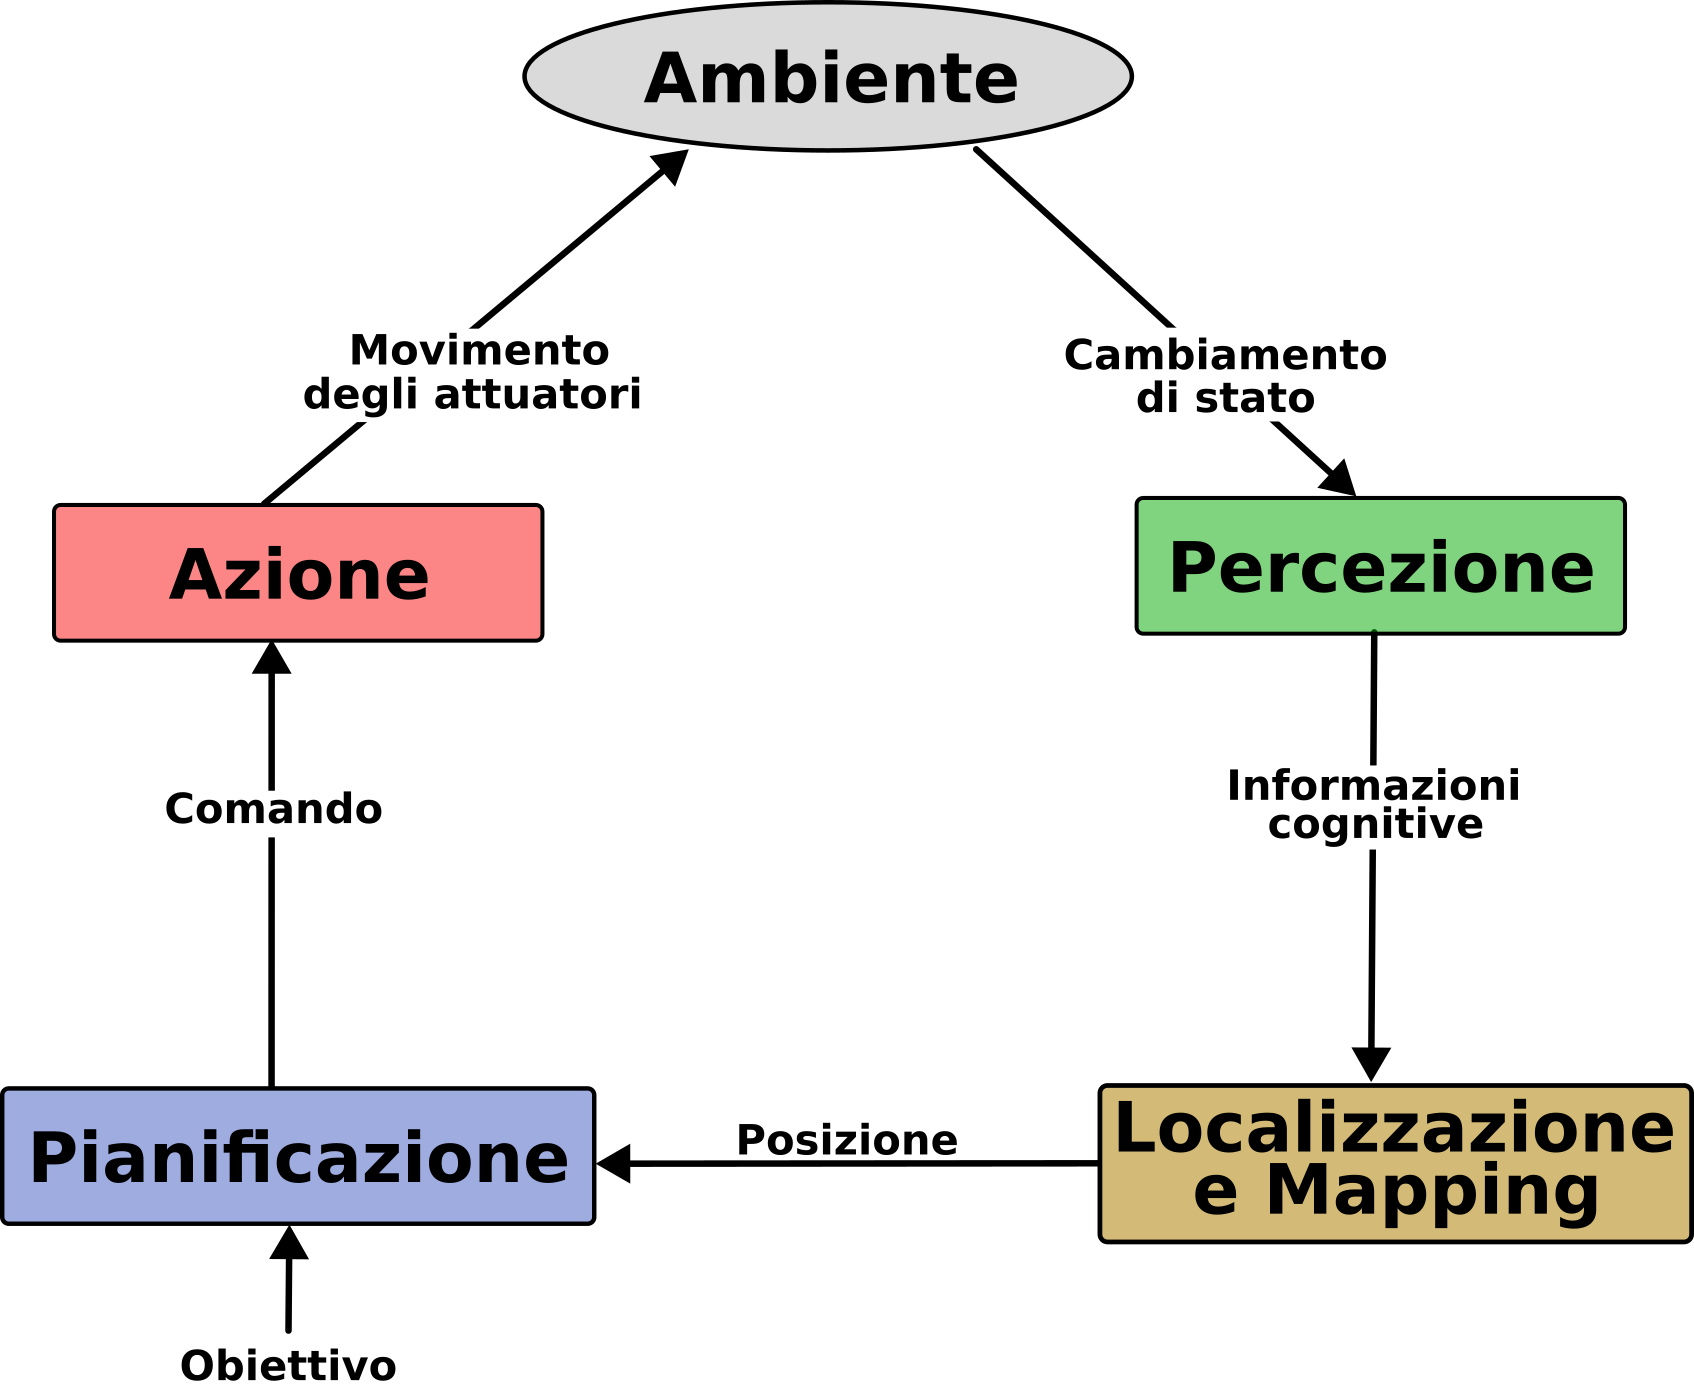 Ambiente
Movimento
degli attuatori
Cambiamento
di stato
Azione
Percezione
Comando
Informazioni
cognitive
Pianificazione
Posizione
Localizzazione
e Mapping
Obiettivo